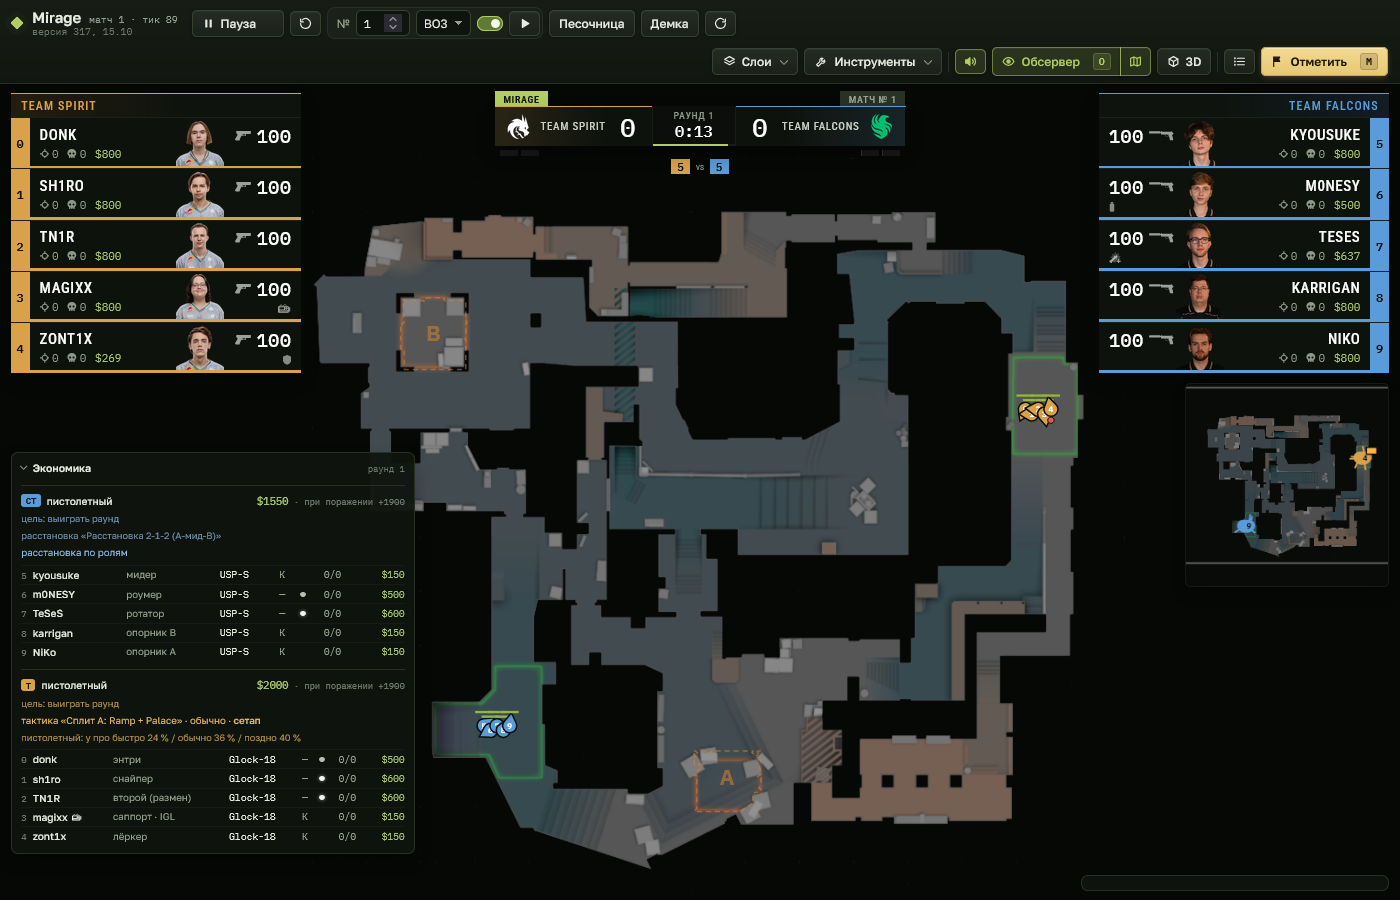 Mirage матч 1 · тик 89
версия 317, 15.10
Пауза
№ 1
BO3
Песочница
Демка
Слои
Инструменты
Обсервер 0
3D
Отметить M
TEAM SPIRIT
0 DONK 100
0 0 $800
1 SH1RO 100
0 0 $800
2 TN1R 100
0 0 $800
3 MAGIXX 100
0 0 $800
4 ZONT1X 100
0 0 $269
MIRAGE
МАТЧ № 1
TEAM SPIRIT 0
РАУНД 1
0:13
0 TEAM FALCONS
5 VS 5
TEAM FALCONS
100 KYOUSUKE 5
0 0 $800
100 M0NESY 6
0 0 $500
100 TESES 7
0 0 $637
100 KARRIGAN 8
0 0 $800
100 NIKO 9
0 0 $800
B
4
9
A
9
Экономика раунд 1
CT пистолетный $1550 · при поражении +1900
цель: выиграть раунд
расстановка «Расстановка 2-1-2 (А-мид-В)»
расстановка по ролям
5 kyousuke мидер USP-S K 0/0 $150
6 m0NESY роумер USP-S — 0/0 $500
7 TeSeS ротатор USP-S — 0/0 $600
8 karrigan опорник B USP-S K 0/0 $150
9 NiKo опорник A USP-S K 0/0 $150
T пистолетный $2000 · при поражении +1900
цель: выиграть раунд
тактика «Сплит A: Ramp + Palace» · обычно · сетап
пистолетный: у про быстро 24 % / обычно 36 % / поздно 40 %
0 donk энтри Glock-18 — 0/0 $500
1 sh1ro снайпер Glock-18 — 0/0 $600
2 TN1R второй (размен) Glock-18 — 0/0 $600
3 magixx саппорт · IGL Glock-18 K 0/0 $150
4 zont1x лёркер Glock-18 K 0/0 $150